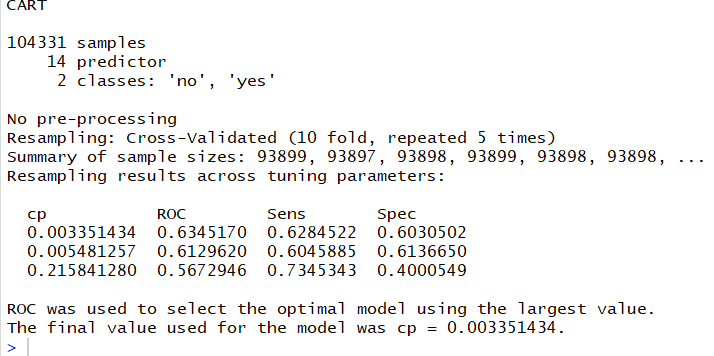 CART
104331 samples
14 predictor
2 classes: 'no', 'yes'
No pre-processing
Resampling: Cross-Validated (10 fold, repeated 5 times)
Summary of sample sizes: 93899, 93897, 93898, 93899, 93898, 93898, ...
Resampling results across tuning parameters:
cp ROC Sens Spec
0.003351434 0.6345170 0.6284522 0.6030502
0.005481257 0.6129620 0.6045885 0.6136650
0.215841280 0.5672946 0.7345343 0.4000549
ROC was used to select the optimal model using the largest value.
The final value used for the model was cp = 0.003351434.
>